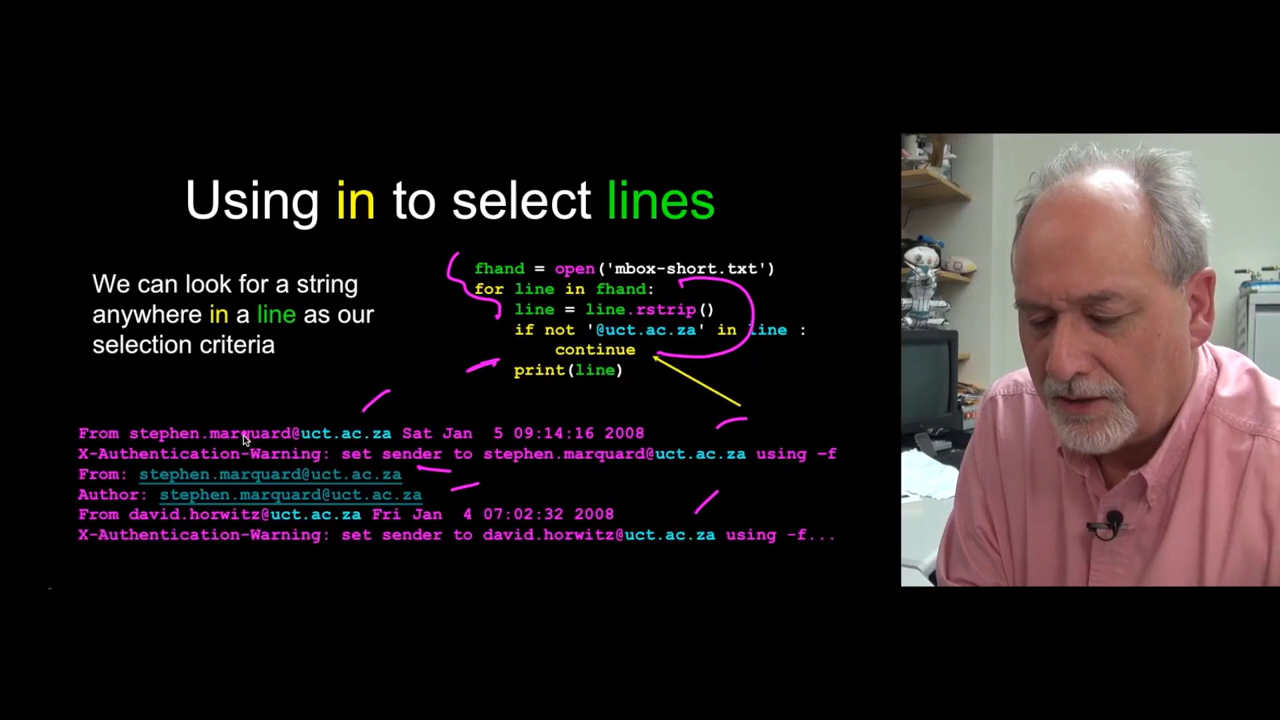 Using in to select lines
We can look for a string
anywhere in a line as our
selection criteria
fhand = open('mbox-short.txt')
for line in fhand:
    line = line.rstrip()
    if not '@uct.ac.za' in line :
        continue
    print(line)
From stephen.marquard@uct.ac.za Sat Jan  5 09:14:16 2008
X-Authentication-Warning: set sender to stephen.marquard@uct.ac.za using –f
From: stephen.marquard@uct.ac.za
Author: stephen.marquard@uct.ac.za
From david.horwitz@uct.ac.za Fri Jan  4 07:02:32 2008
X-Authentication-Warning: set sender to david.horwitz@uct.ac.za using -f...